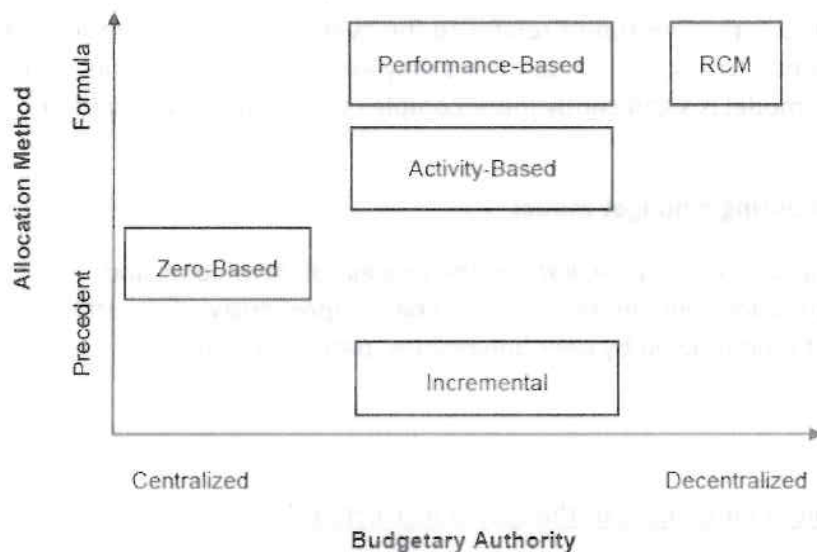 Performance-Based
RCM
Activity-Based
Zero-Based
Incremental
Formula
Precedent
Allocation Method
Centralized
Decentralized
Budgetary Authority